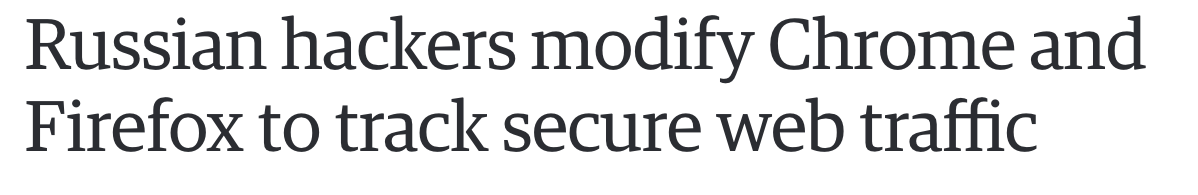 Russian hackers modify Chrome and
Firefox to track secure web traffic